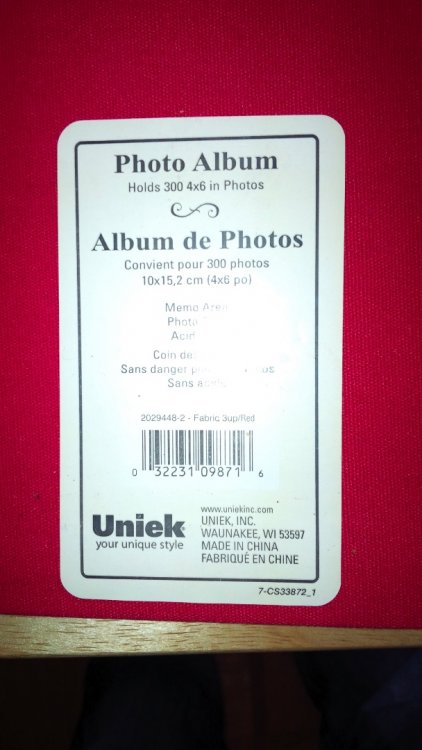 Photo Album
Holds 300 4x6 in Photos
Album de Photos
Convient pour 300 photos
10x15,2 cm (4x6 po)
Memo Area
Photo
Acid
Coin de
Sans danger
Sans
2029448-2 - Fabric 3up/Red
0 32231 09871 6
Uniek®
your unique style
www.uniekinc.com
UNIEK, INC.
WAUNAKEE, WI 53597
MADE IN CHINA
FABRIQUÉ EN CHINE
7-CS33872_1